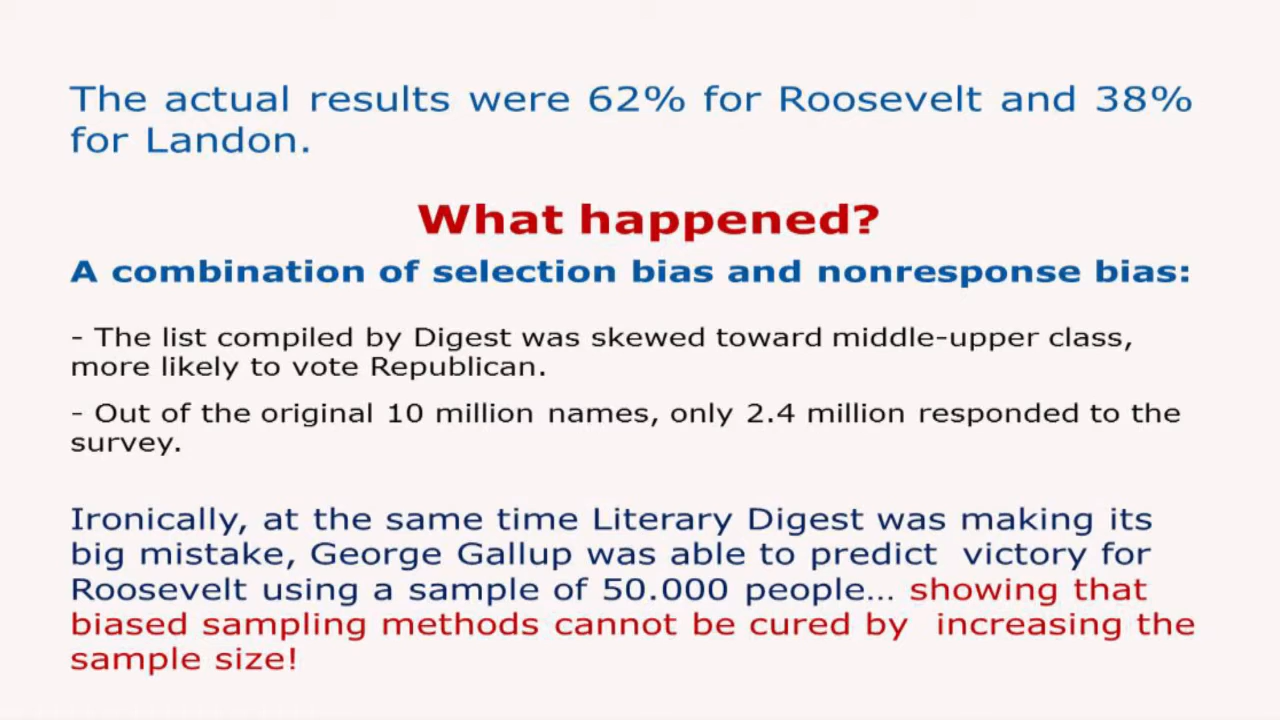 The actual results were 62% for Roosevelt and 38%
for Landon.
What happened?
A combination of selection bias and nonresponse bias:
- The list compiled by Digest was skewed toward middle-upper class,
more likely to vote Republican.
- Out of the original 10 million names, only 2.4 million responded to the
survey.
Ironically, at the same time Literary Digest was making its
big mistake, George Gallup was able to predict victory for
Roosevelt using a sample of 50.000 people… showing that
biased sampling methods cannot be cured by increasing the
sample size!